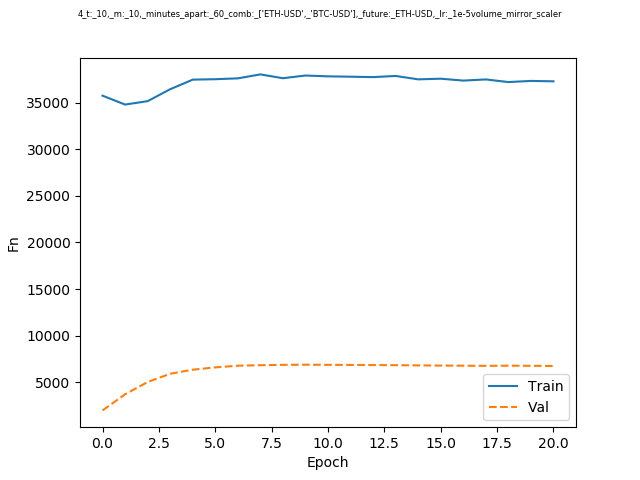 4_t:_10,_m:_10,_minutes_apart:_60_comb:_['ETH-USD',_'BTC-USD'],_future:_ETH-USD,_lr:_1e-5volume_mirror_scaler
35000
30000
25000
20000
15000
10000
5000
Fn
Train
Val
0.0 2.5 5.0 7.5 10.0 12.5 15.0 17.5 20.0
Epoch